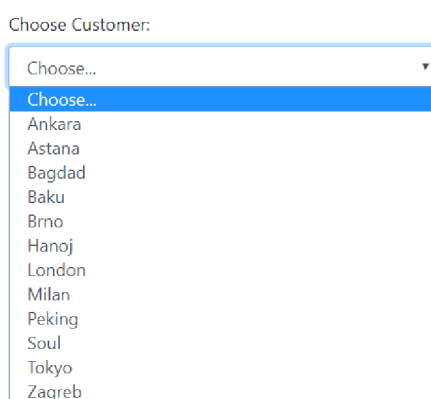 Choose Customer:
Choose...
Choose...
Ankara
Astana
Bagdad
Baku
Brno
Hanoj
London
Milan
Peking
Soul
Tokyo
Zagreb